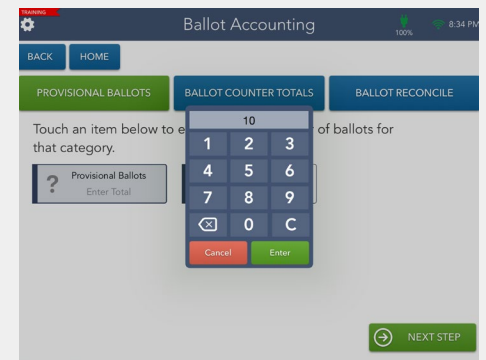 TRAINING
Ballot Accounting
100%
8:34 PM
BACK
HOME
PROVISIONAL BALLOTS
BALLOT COUNTER TOTALS
BALLOT RECONCILE
Touch an item below to of ballots for
that category.
?
Provisional Ballots
Enter Total
10
1 2 3
4 5 6
7 8 9
0 C
Cancel
Enter
NEXT STEP